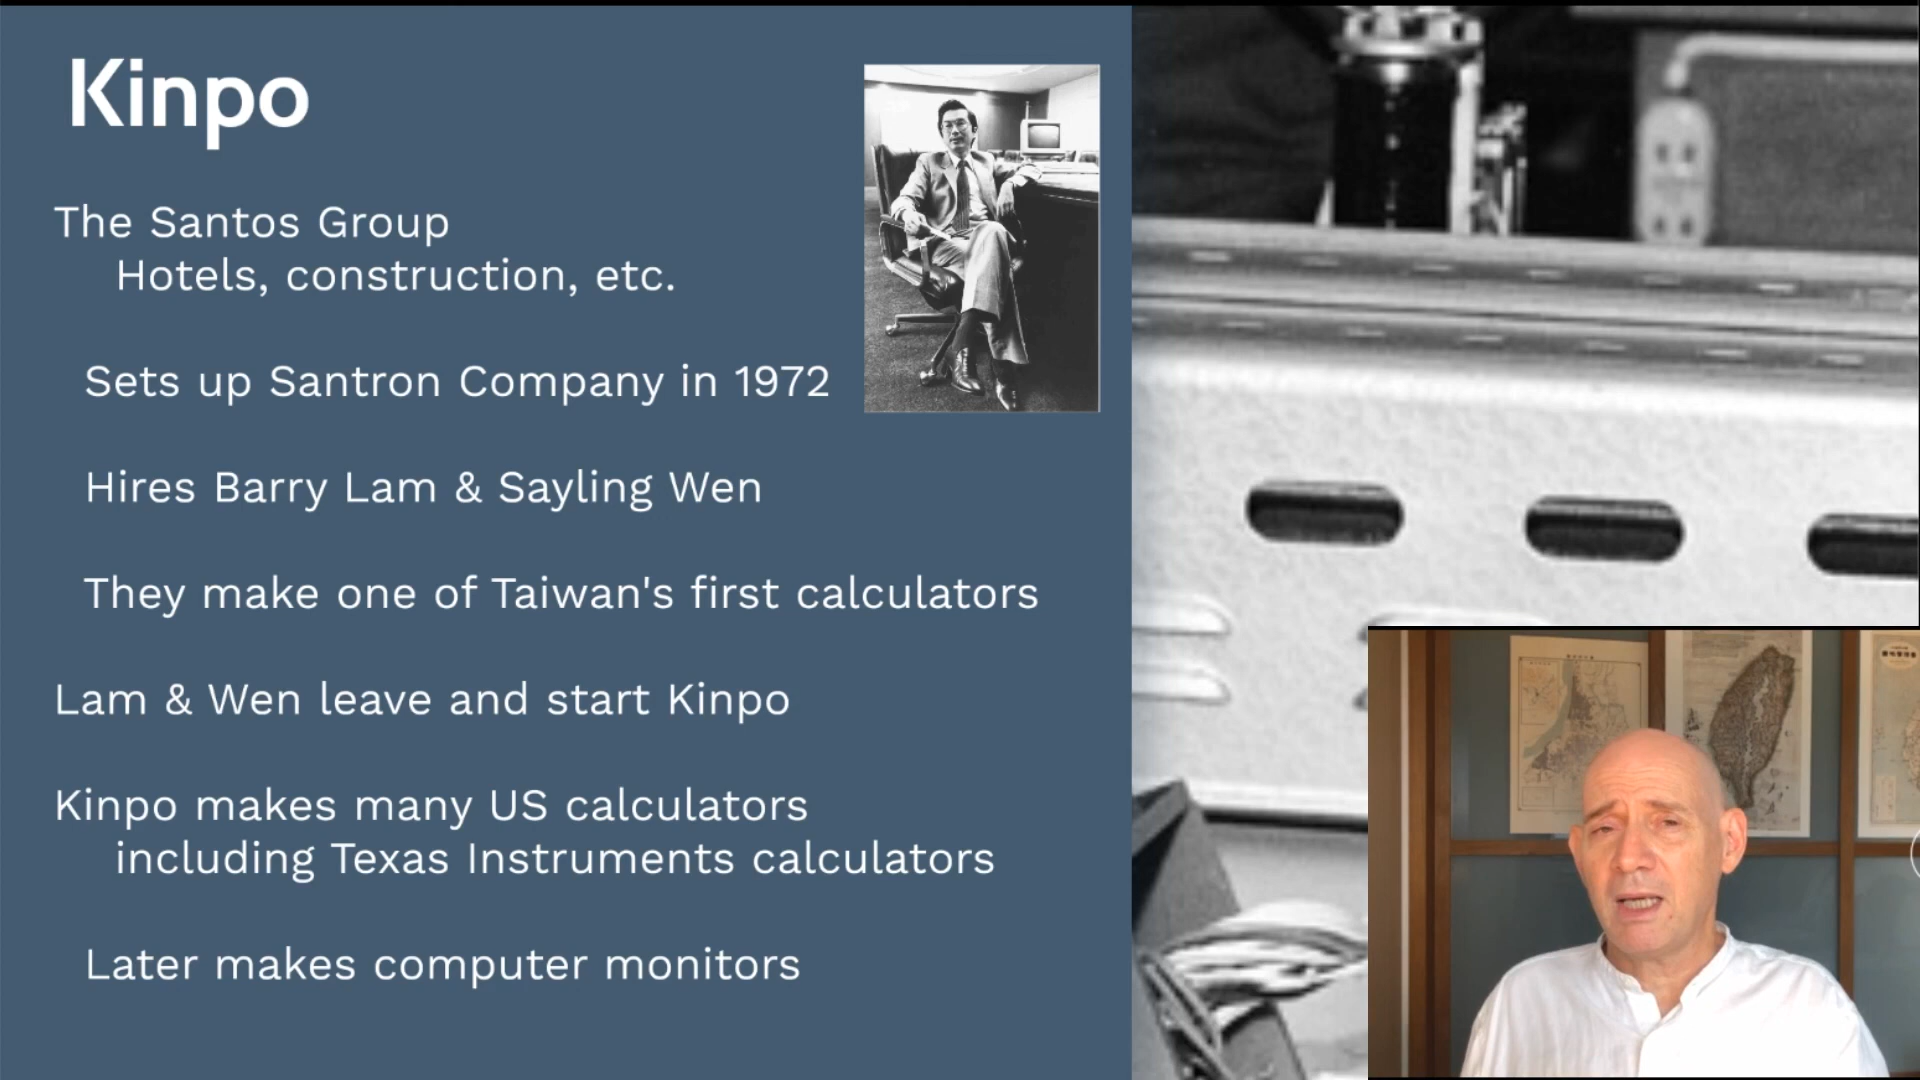 Kinpo
The Santos Group
Hotels, construction, etc.
Sets up Santron Company in 1972
Hires Barry Lam & Sayling Wen
They make one of Taiwan's first calculators
Lam & Wen leave and start Kinpo
Kinpo makes many US calculators
including Texas Instruments calculators
Later makes computer monitors